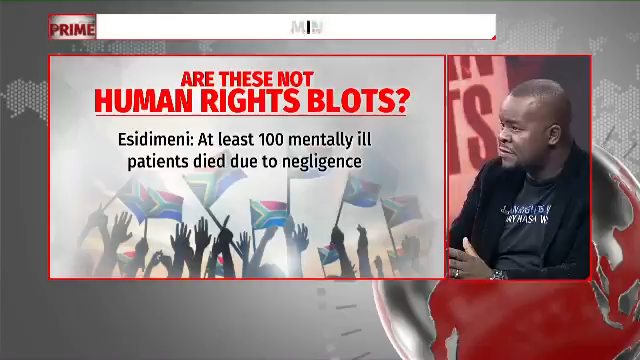 PRIME
ARE THESE NOT
HUMAN RIGHTS BLOTS?
Esidimeni: At least 100 mentally ill
patients died due to negligence